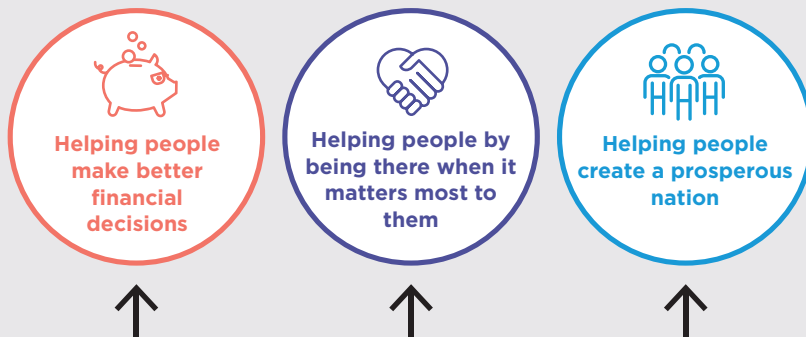 Helping people
make better
financial
decisions
Helping people by
being there when it
matters most to
them
Helping people
create a prosperous
nation